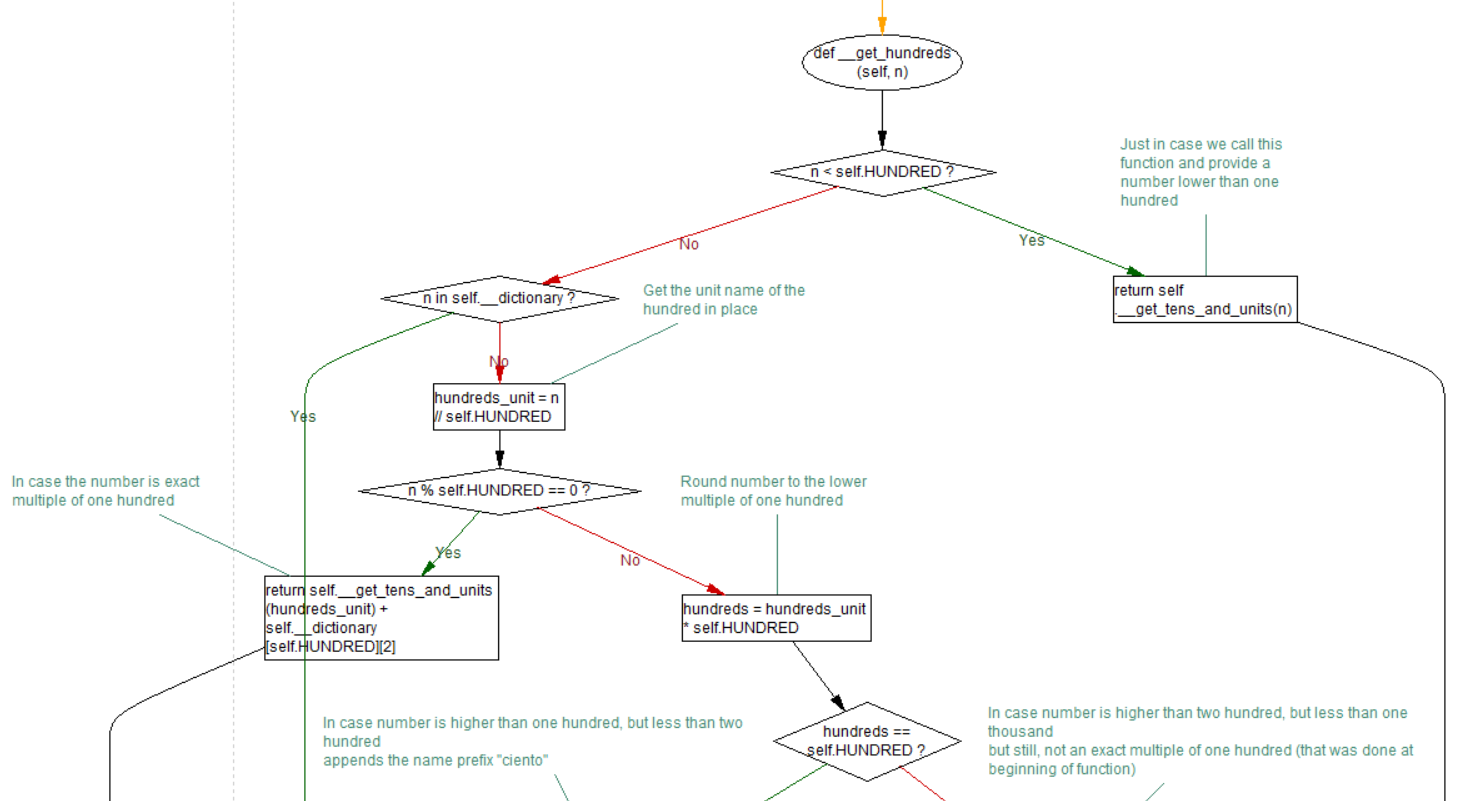 def __get_hundreds
(self, n)
n < self.HUNDRED ?
Just in case we call this
function and provide a
number lower than one
hundred
No
Yes
n in self.__dictionary ?
Get the unit name of the
hundred in place
return self
.__get_tens_and_units(n)
No
hundreds_unit = n
// self.HUNDRED
Yes
In case the number is exact
multiple of one hundred
n % self.HUNDRED == 0 ?
Round number to the lower
multiple of one hundred
Yes
No
return self.__get_tens_and_units
(hundreds_unit) +
self.__dictionary
[self.HUNDRED][2]
hundreds = hundreds_unit
* self.HUNDRED
In case number is higher than one hundred, but less than two
hundred
appends the name prefix "ciento"
hundreds ==
self.HUNDRED ?
In case number is higher than two hundred, but less than one
thousand
but still, not an exact multiple of one hundred (that was done at
beginning of function)